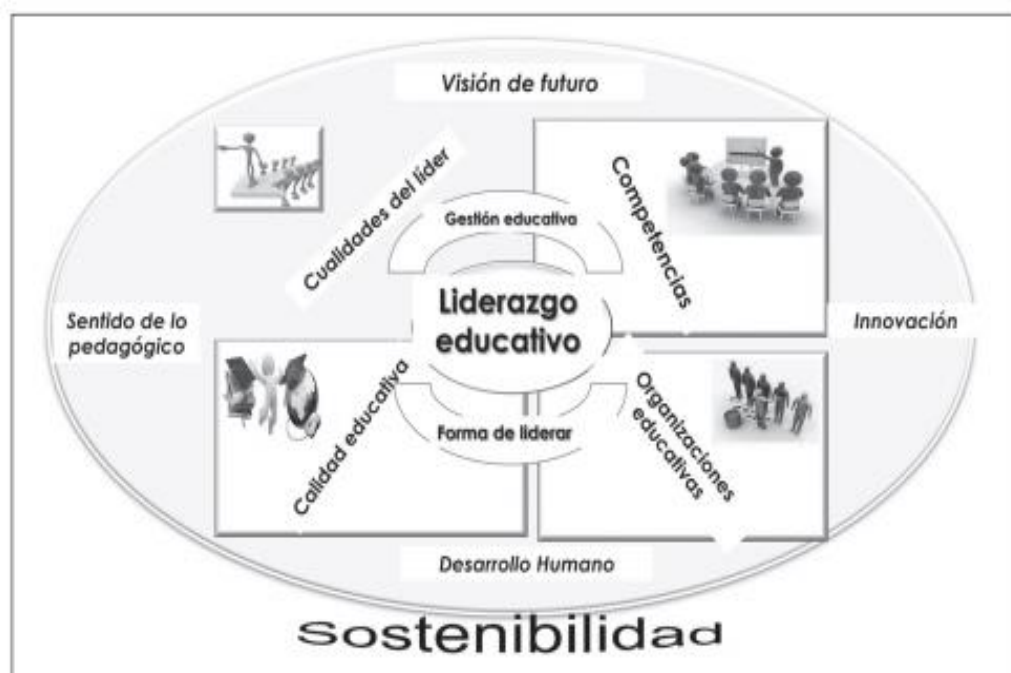 Visión de futuro
Cualidades del líder
Competencias
Gestión educativa
Liderazgo
educativo
Sentido de lo
pedagógico
Innovación
Calidad educativa
Forma de liderar
Organizaciones
educativas
Desarrollo Humano
Sostenibilidad